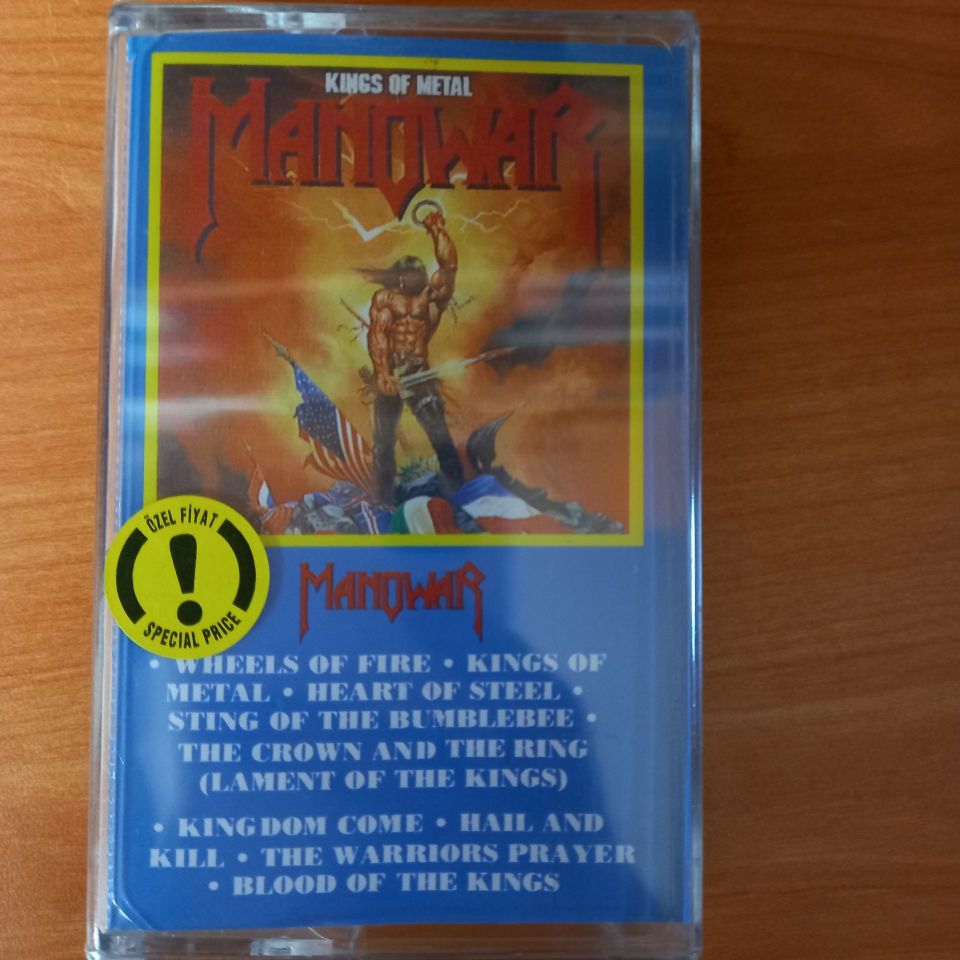 KINGS OF METAL
MANOWAR
ÖZEL FİYAT
!
SPECIAL PRICE
MANOWAR
• WHEELS OF FIRE • KINGS OF
METAL • HEART OF STEEL •
STING OF THE BUMBLEBEE •
THE CROWN AND THE RING
(LAMENT OF THE KINGS)
• KINGDOM COME • HAIL AND
KILL • THE WARRIORS PRAYER
• BLOOD OF THE KINGS